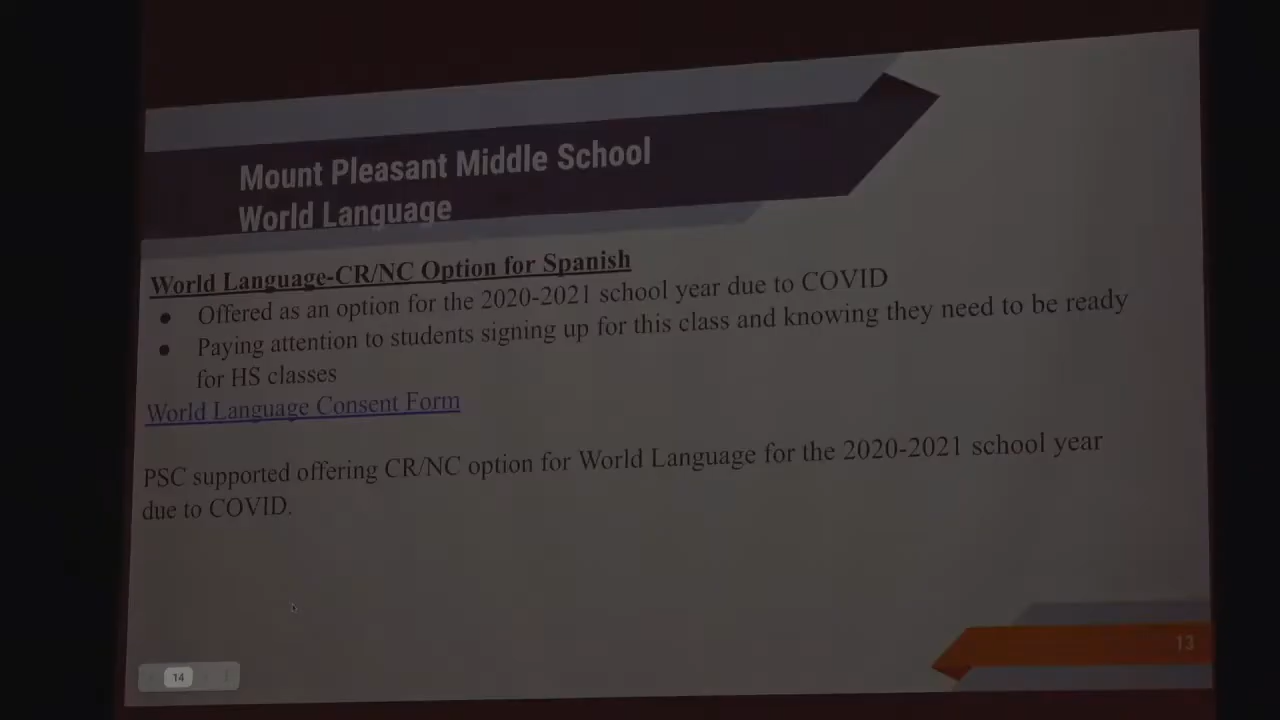 Mount Pleasant Middle School
World Language
World Language-CR/NC Option for Spanish
● Offered as an option for the 2020-2021 school year due to COVID
● Paying attention to students signing up for this class and knowing they need to be ready
for HS classes
World Language Consent Form
PSC supported offering CR/NC option for World Language for the 2020-2021 school year
due to COVID.
13
14